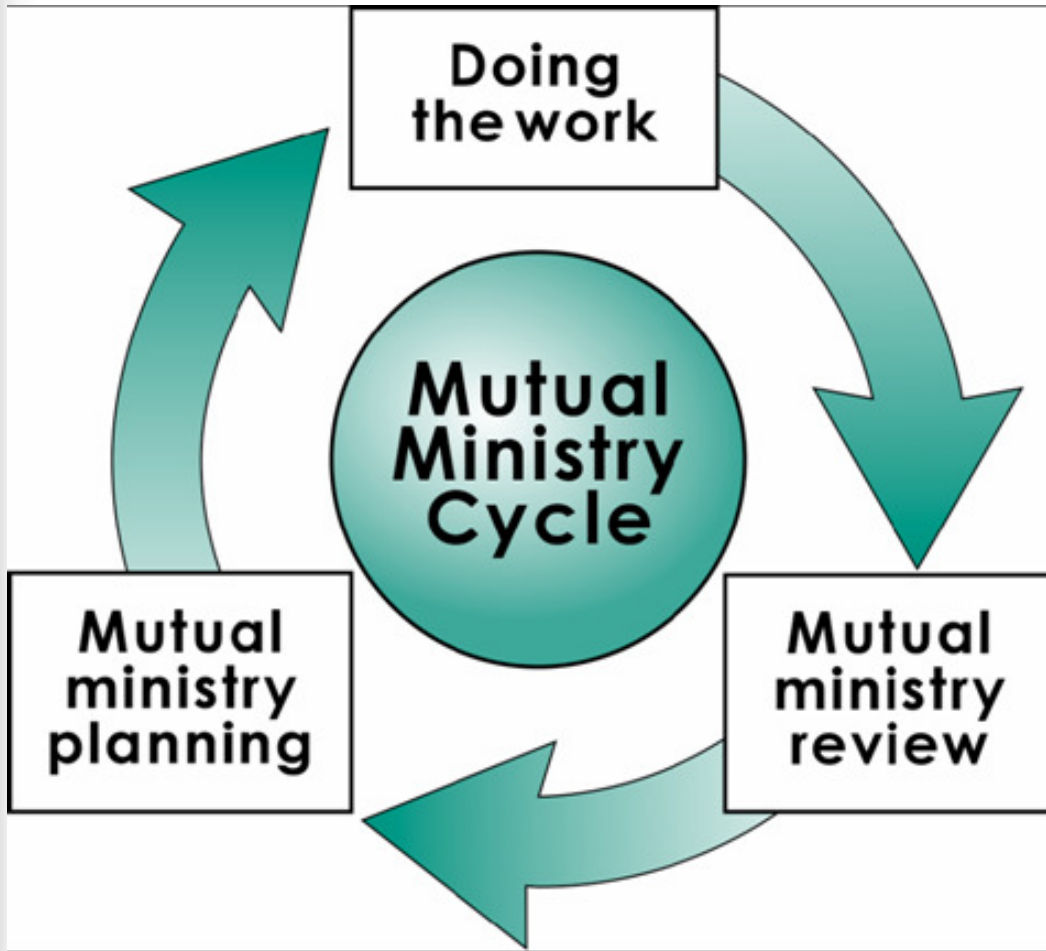 Doing
the work
Mutual
Ministry
Cycle
Mutual
ministry
planning
Mutual
ministry
review